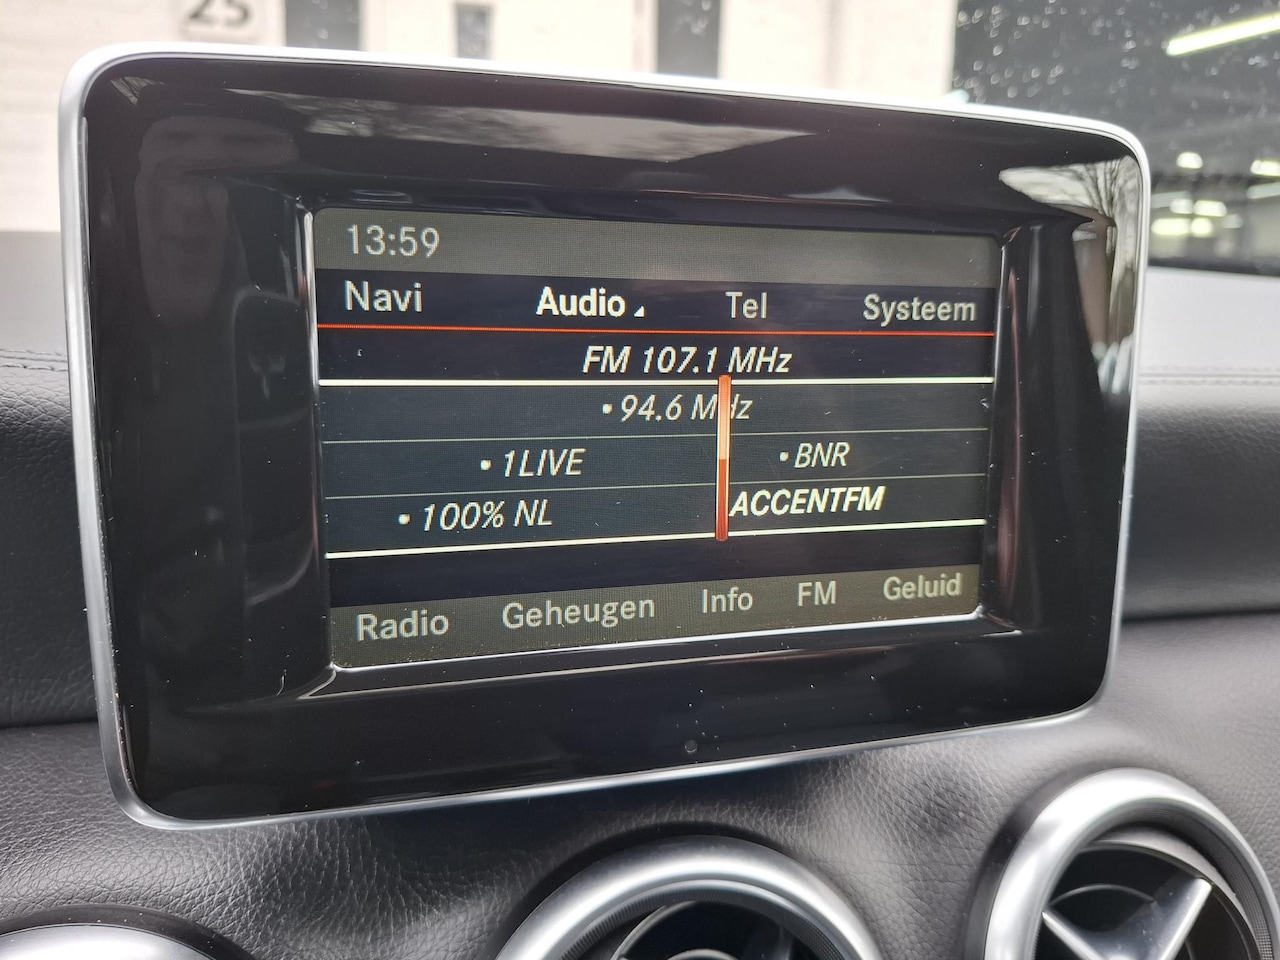 25
13:59
Navi Audio Tel Systeem
FM 107.1 MHz
• 94.6 MHz
• 1LIVE • BNR
• 100% NL ACCENTFM
Radio Geheugen Info FM Geluid